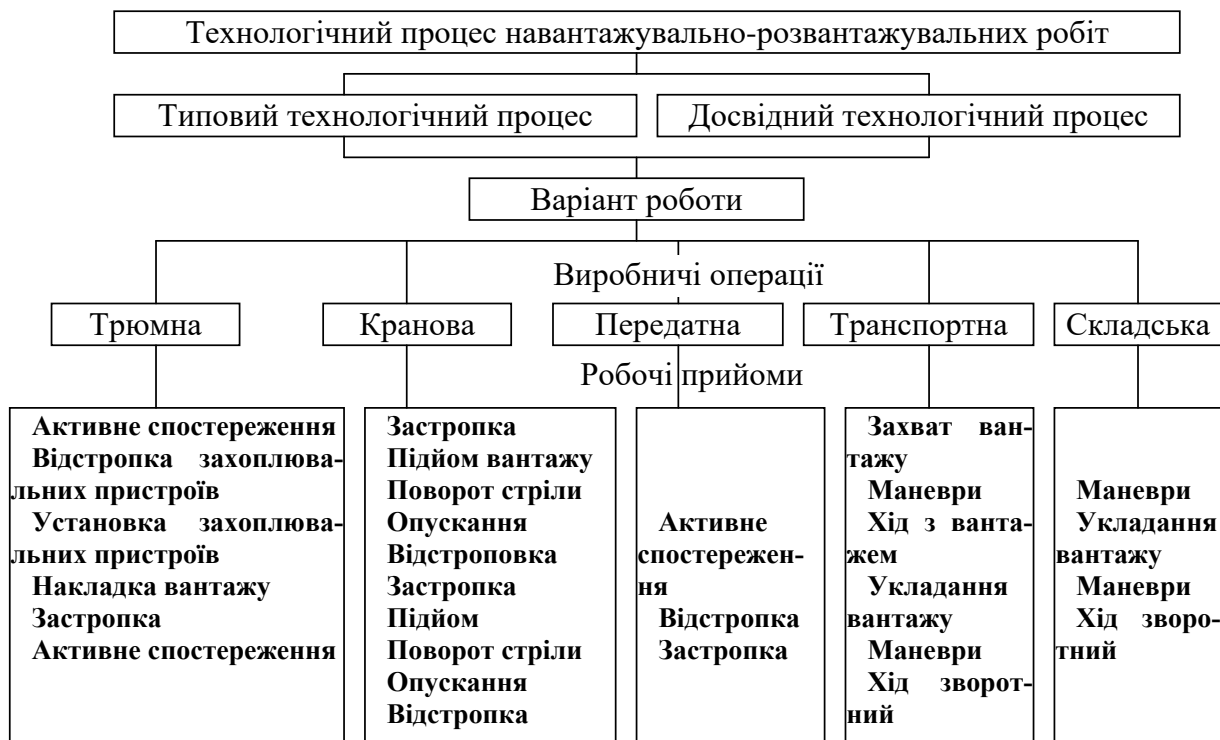 Технологічний процес навантажувально-розвантажувальних робіт
Типовий технологічний процес
Досвідний технологічний процес
Варіант роботи
Виробничі операції
Трюмна
Кранова
Передатна
Транспортна
Складська
Робочі прийоми
Активне спостереження
Відстропка захоплюва-
льних пристроїв
Установка захоплюва-
льних пристроїв
Накладка вантажу
Застропка
Активне спостереження
Застропка
Підйом вантажу
Поворот стріли
Опускання
Відстроповка
Застропка
Підйом
Поворот стріли
Опускання
Відстропка
Активне
спостережен-
ня
Відстропка
Застропка
Захват ван-
тажу
Маневри
Хід з ванта-
жем
Укладання
вантажу
Маневри
Хід зворот-
ний
Маневри
Укладання
вантажу
Маневри
Хід зворо-
тний